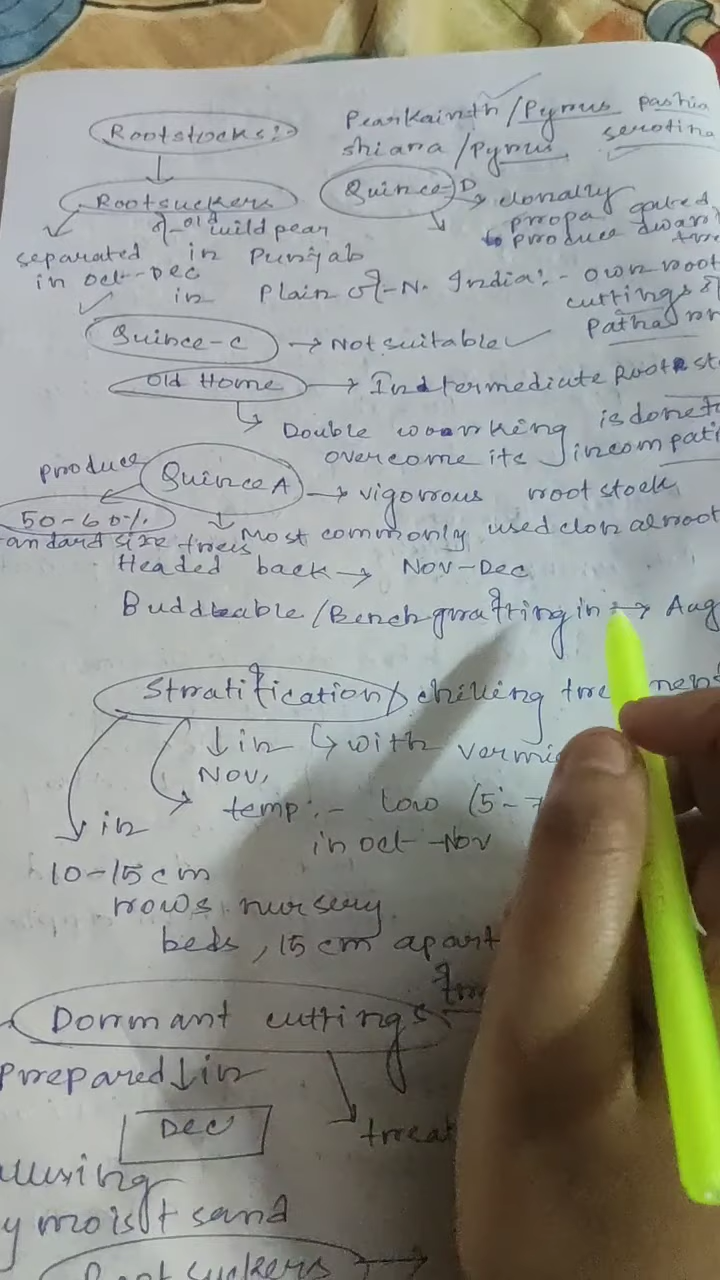 Rootstocks:
Pearkainth/Pyrus pashia
shiara/Pyrus serotina
Rootsuckers
of old wild pear
separated in Punjab
in Oct-Dec
Quince-D → clonally
propagated
to produce dwarf
in Plain of N. India:- own root
cuttings of
Pathar
Quince-C → Not suitable
Old Home → Intermediate Root
Double working is done to
overcome its incompati
produce Quince A → vigorous rootstock
50-60%
andard size trees
Most commonly used clonal root
Headed back → Nov-Dec
Buddable/Bench grafting in → Aug
Stratification/chilling
in Nov,
with
temp:- Low (5-
in Oct-Nov
in
10-15 cm
rows nursery
beds, 15 cm apart
Dormant cuttings
prepared in
Dec
treat
moist sand
Root suckers →